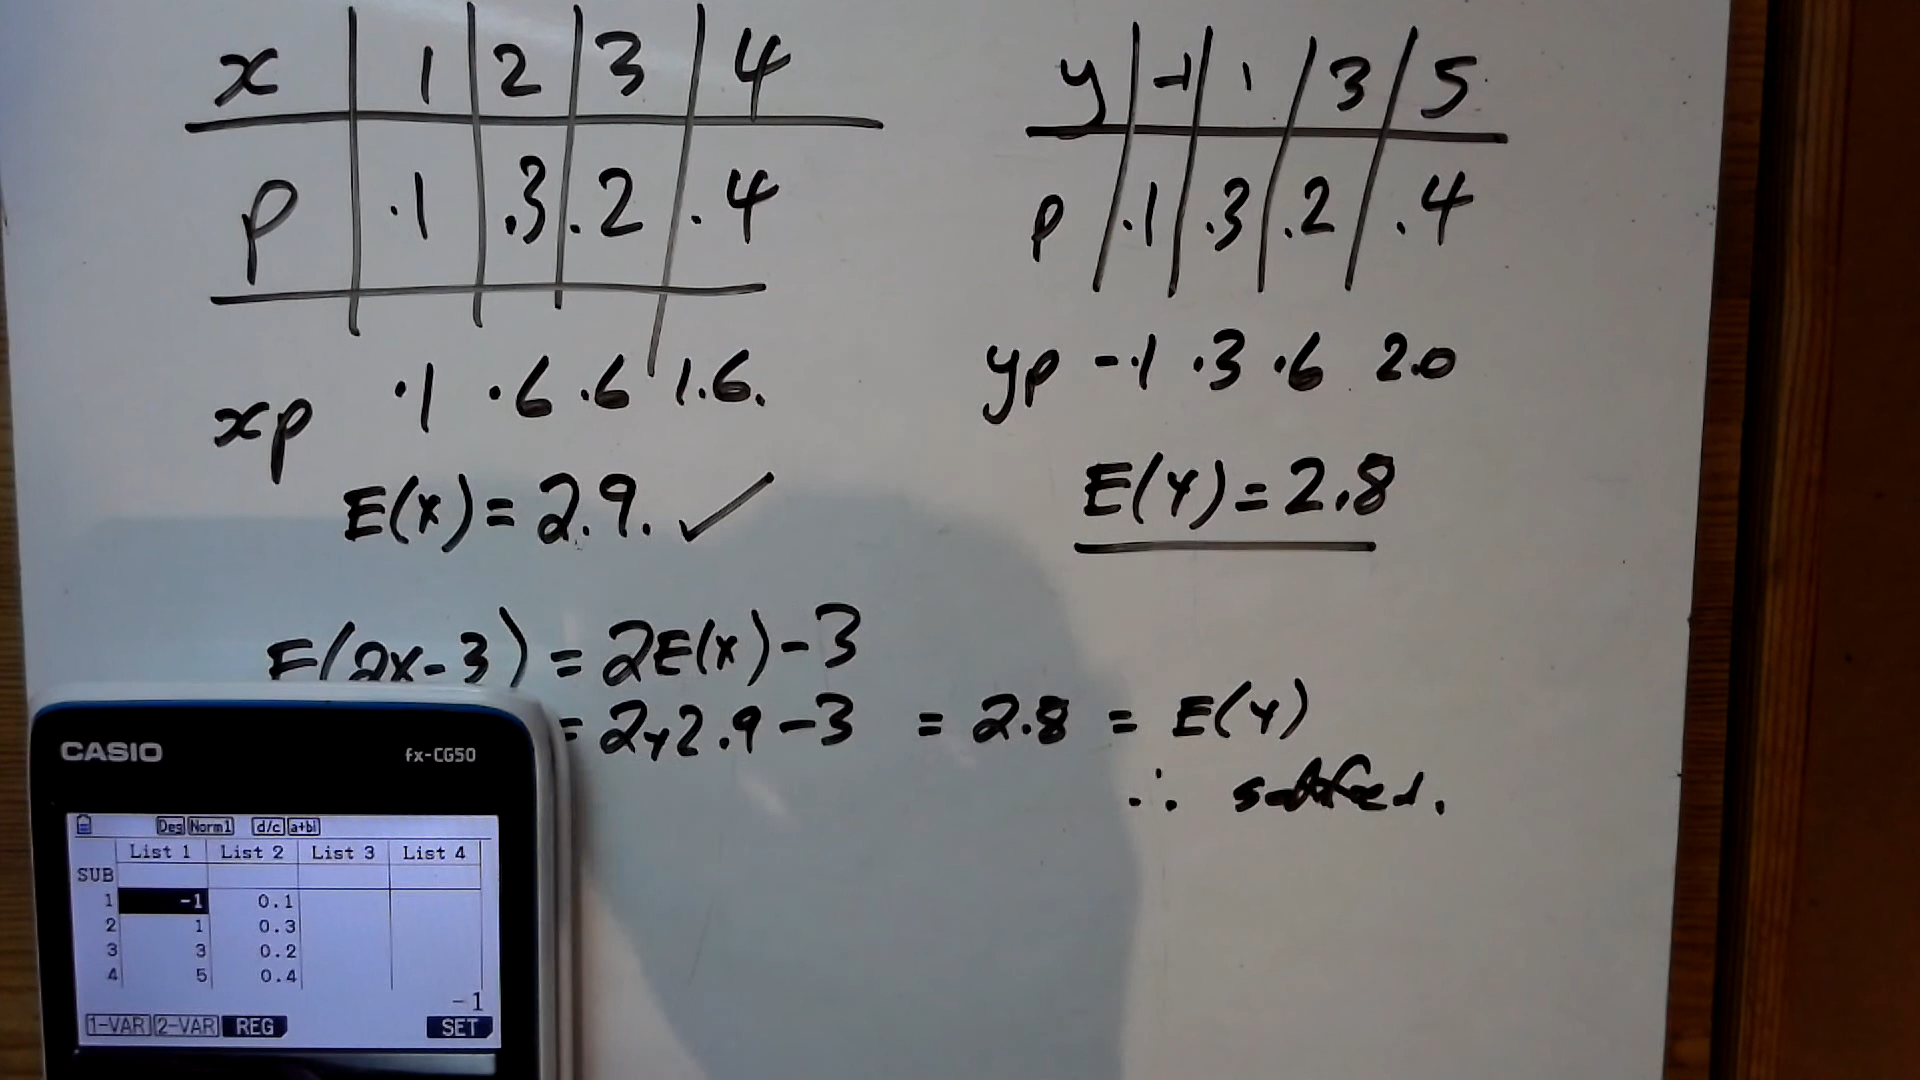 x 1 2 3 4
p .1 .3 .2 .4
xp .1 .6 .6 1.6.
E(x) = 2.9. ✓
y -1 1 3 5
p .1 .3 .2 .4
yp -.1 .3 .6 2.0
E(Y) = 2.8
E(2x-3) = 2E(x) - 3
= 2x2.9 - 3 = 2.8 = E(Y)
∴ satisfied.
CASIO fx-CG50
Deg Norm1 d/c a+bi
List 1 List 2 List 3 List 4
SUB
1 -1 0.1
2 1 0.3
3 3 0.2
4 5 0.4
-1
1-VAR 2-VAR REG SET